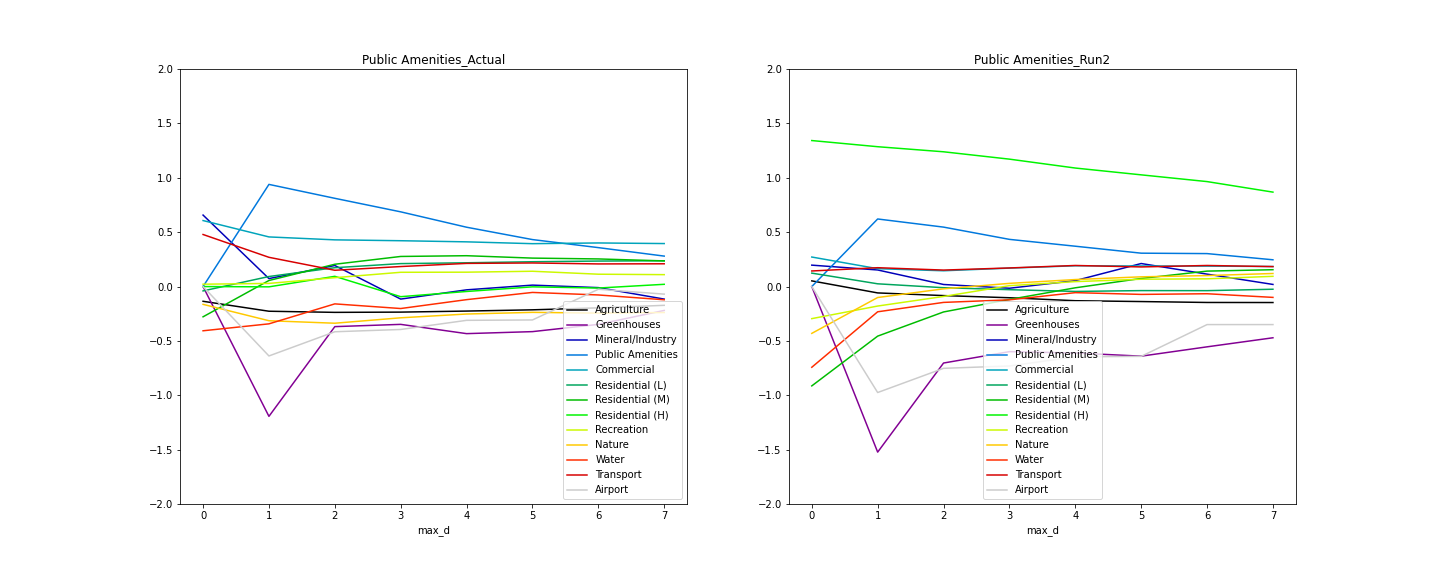 Public Amenities_Actual
2.0
1.5
1.0
0.5
0.0
−0.5
−1.0
−1.5
−2.0
0 1 2 3 4 5 6 7
max_d
Agriculture
Greenhouses
Mineral/Industry
Public Amenities
Commercial
Residential (L)
Residential (M)
Residential (H)
Recreation
Nature
Water
Transport
Airport
Public Amenities_Run2
2.0
1.5
1.0
0.5
0.0
−0.5
−1.0
−1.5
−2.0
0 1 2 3 4 5 6 7
max_d
Agriculture
Greenhouses
Mineral/Industry
Public Amenities
Commercial
Residential (L)
Residential (M)
Residential (H)
Recreation
Nature
Water
Transport
Airport